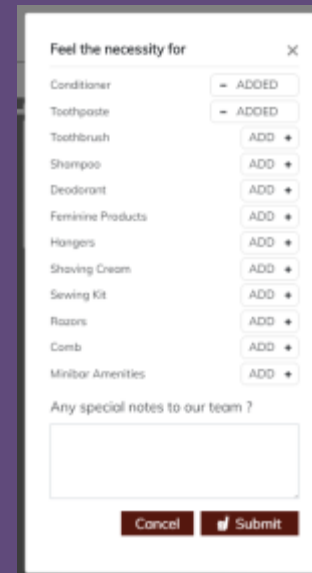 Feel the necessity for ×
Conditioner − ADDED
Toothpaste − ADDED
Toothbrush ADD +
Shampoo ADD +
Deodorant ADD +
Feminine Products ADD +
Hangers ADD +
Shaving Cream ADD +
Sewing Kit ADD +
Razors ADD +
Comb ADD +
Minibar Amenities ADD +
Any special notes to our team ?
Cancel Submit